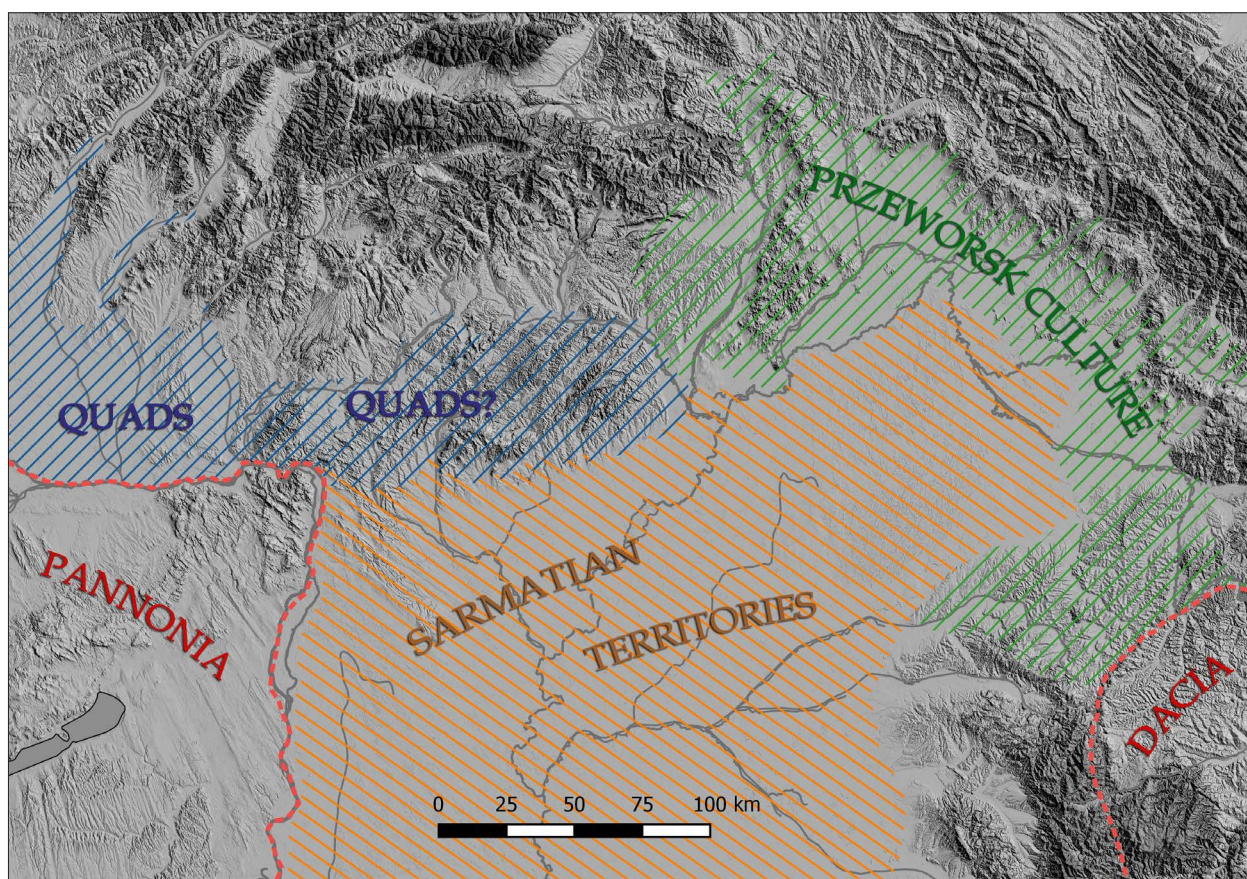 PRZEWORSK CULTURE
QUADS
QUADS?
PANNONIA
SARMATIAN
TERRITORIES
DACIA
0 25 50 75 100 km